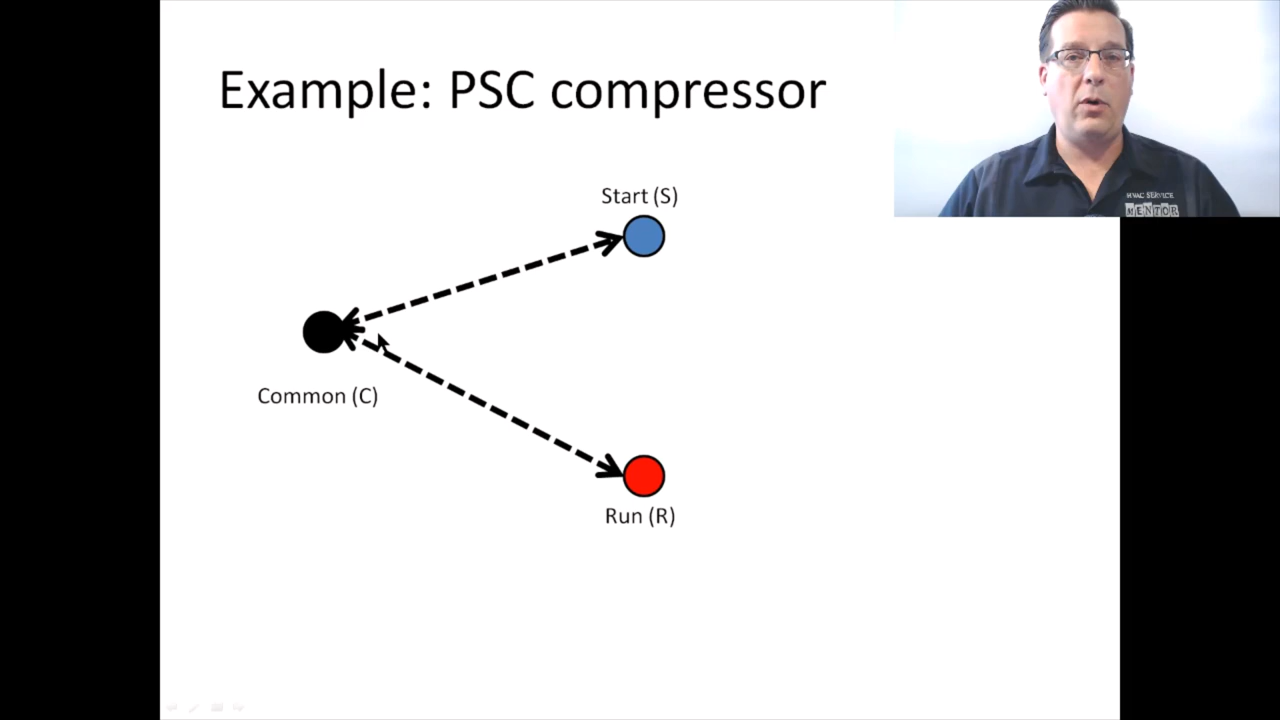 Example: PSC compressor
HVAC SERVICE
MENTOR
Start (S)
Common (C)
Run (R)